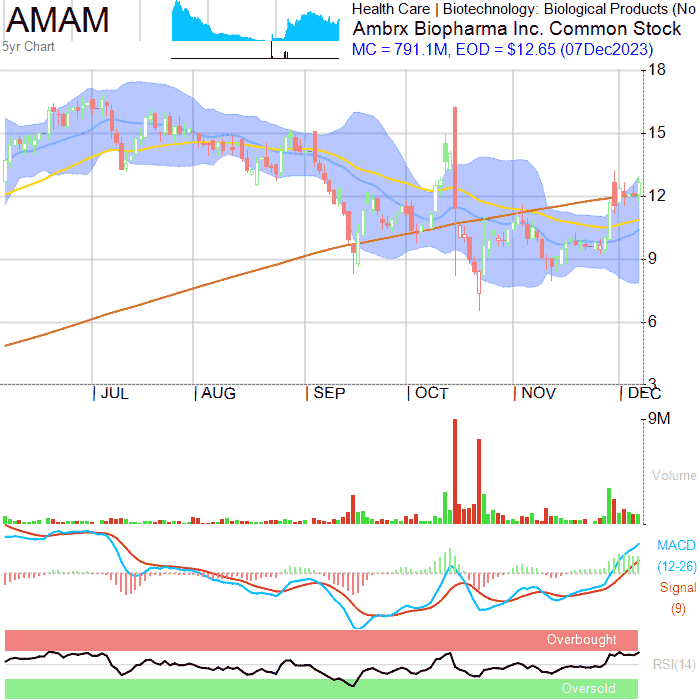 AMAM
5yr Chart
Health Care | Biotechnology: Biological Products (No
Ambrx Biopharma Inc. Common Stock
MC = 791.1M, EOD = $12.65 (07Dec2023)
18
15
12
9
6
3
JUL
AUG
SEP
OCT
NOV
DEC
9M
Volume
MACD
(12-26)
Signal
(9)
Overbought
RSI(14)
Oversold